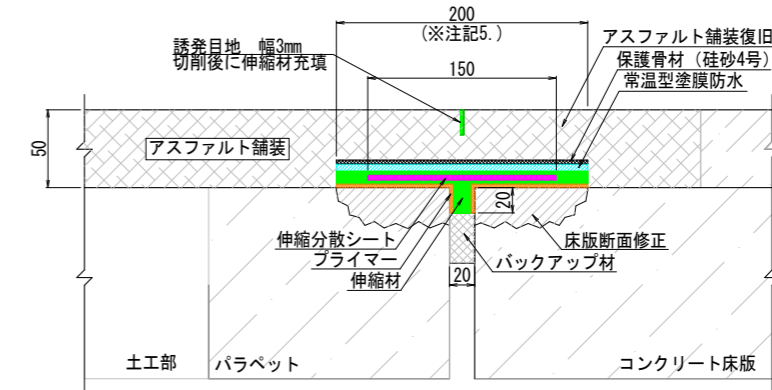 200
(※注記5.)
誘発目地 幅3mm
切削後に伸縮材充填
150
アスファルト舗装復旧
保護骨材（硅砂4号）
常温型塗膜防水
50
アスファルト舗装
20
伸縮分散シート
プライマー
伸縮材
床版断面修正
バックアップ材
20
土工部
パラペット
コンクリート床版